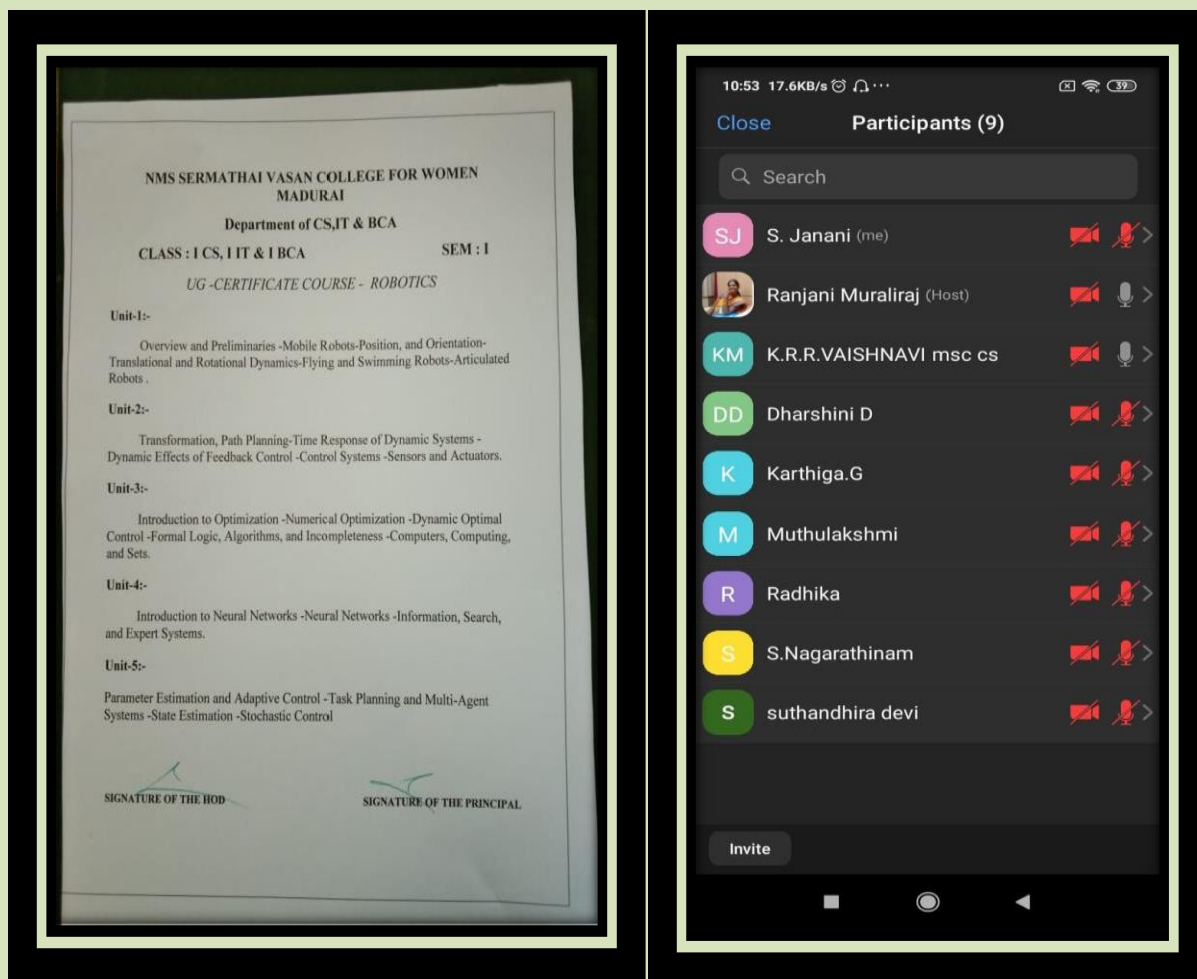 NMS SERMATHAI VASAN COLLEGE FOR WOMEN
MADURAI
Department of CS,IT & BCA
CLASS : I CS, I IT & I BCA SEM : I
UG -CERTIFICATE COURSE - ROBOTICS
Unit-1:-
Overview and Preliminaries -Mobile Robots-Position, and Orientation-
Translational and Rotational Dynamics-Flying and Swimming Robots-Articulated
Robots .
Unit-2:-
Transformation, Path Planning-Time Response of Dynamic Systems -
Dynamic Effects of Feedback Control -Control Systems -Sensors and Actuators.
Unit-3:-
Introduction to Optimization -Numerical Optimization -Dynamic Optimal
Control -Formal Logic, Algorithms, and Incompleteness -Computers, Computing,
and Sets.
Unit-4:-
Introduction to Neural Networks -Neural Networks -Information, Search,
and Expert Systems.
Unit-5:-
Parameter Estimation and Adaptive Control -Task Planning and Multi-Agent
Systems -State Estimation -Stochastic Control
SIGNATURE OF THE HOD SIGNATURE OF THE PRINCIPAL
10:53 17.6KB/s ... 39
Close Participants (9)
Search
SJ S. Janani (me)
Ranjani Muraliraj (Host)
KM K.R.R.VAISHNAVI msc cs
DD Dharshini D
K Karthiga.G
M Muthulakshmi
R Radhika
S S.Nagarathinam
S suthandhira devi
Invite